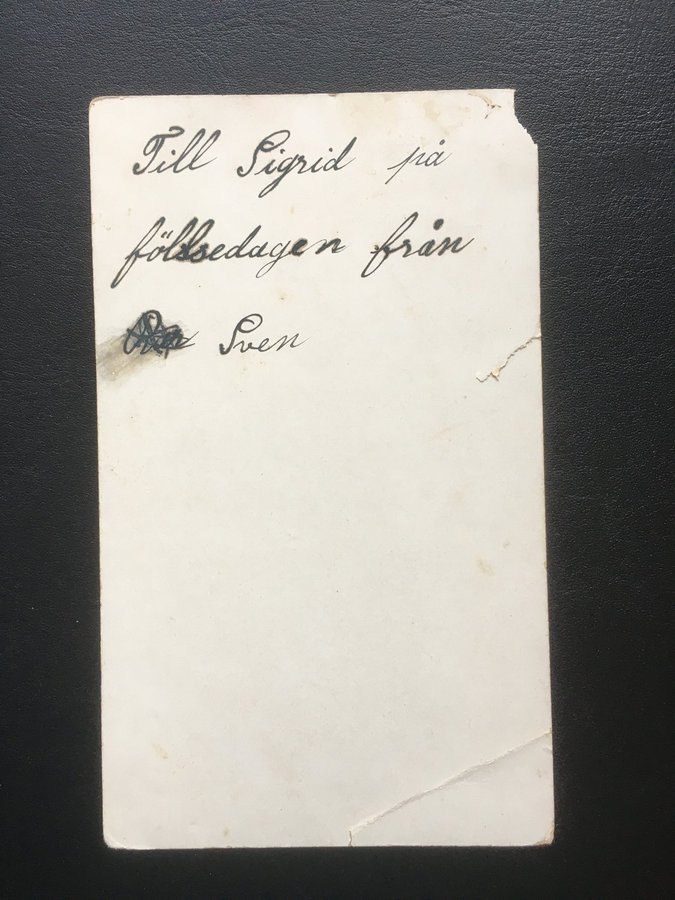 Till Sigrid på
föllsedagen från
Sven